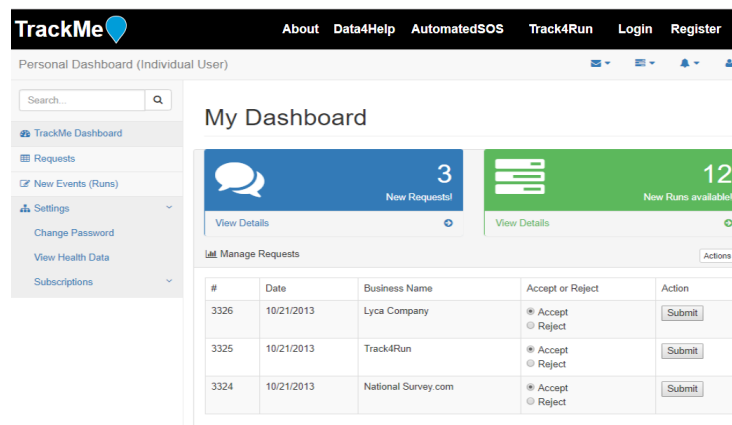 TrackMe About Data4Help AutomatedSOS Track4Run Login Register
Personal Dashboard (Individual User)
Search...
TrackMe Dashboard
Requests
New Events (Runs)
Settings
Change Password
View Health Data
Subscriptions
My Dashboard
3
New Requests!
View Details
12
New Runs available!
View Details
Manage Requests Actions
# Date Business Name Accept or Reject Action
3326 10/21/2013 Lyca Company Accept Submit
Reject
3325 10/21/2013 Track4Run Accept Submit
Reject
3324 10/21/2013 National Survey.com Accept Submit
Reject